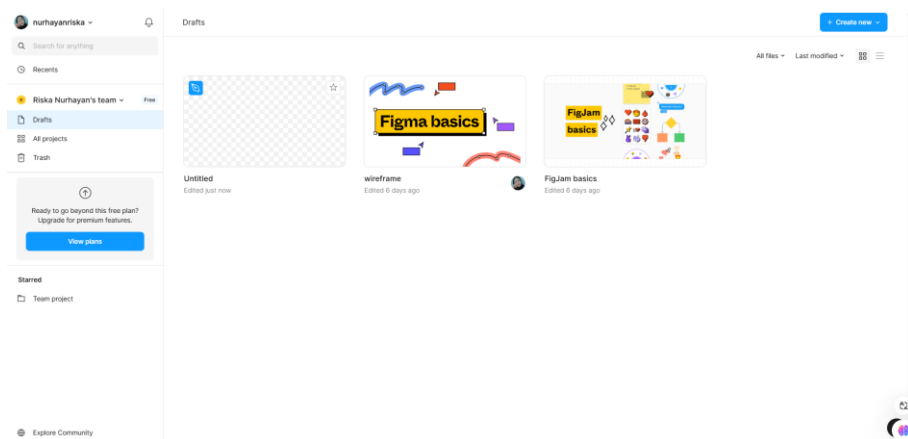 nurhayanriska
Drafts
+ Create new
Search for anything
Recents
All files
Last modified
Riska Nurhayan's team
Free
Drafts
All projects
Trash
Figma basics
FigJam
basics
Untitled
Edited just now
wireframe
Edited 6 days ago
FigJam basics
Edited 6 days ago
Ready to go beyond this free plan?
Upgrade for premium features.
View plans
Starred
Team project
Explore Community